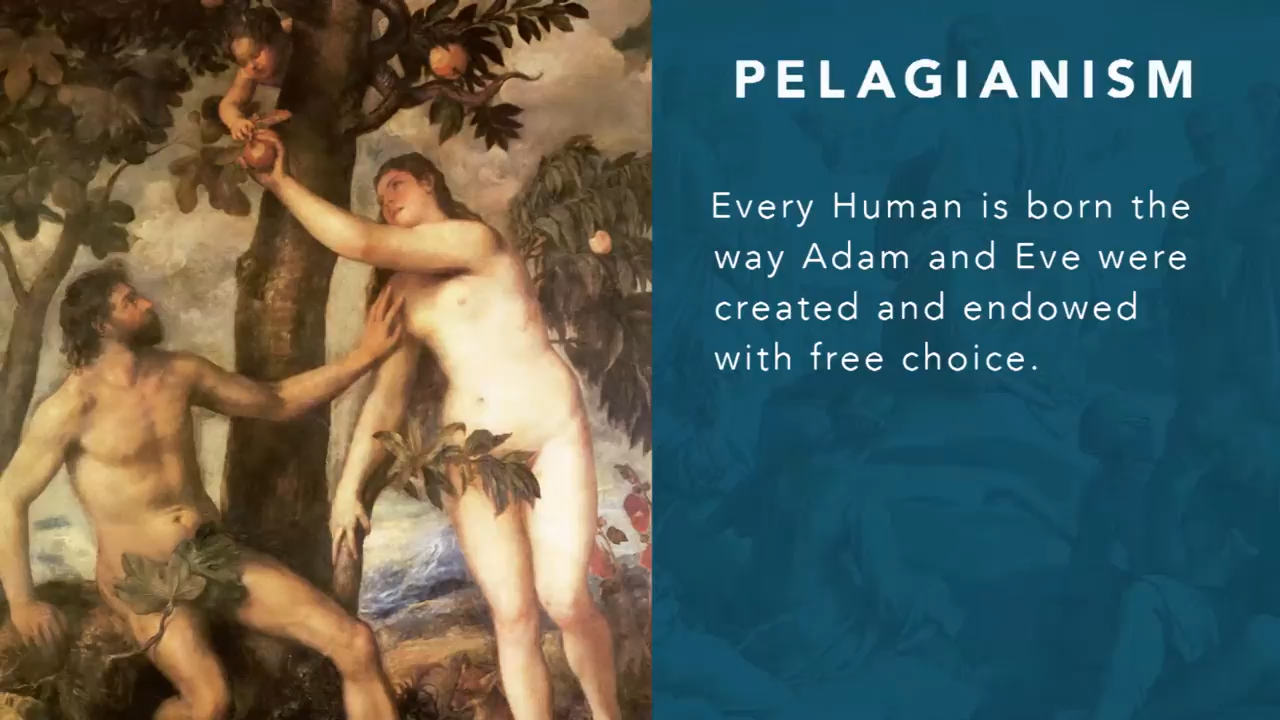 PELAGIANISM
Every Human is born the
way Adam and Eve were
created and endowed
with free choice.